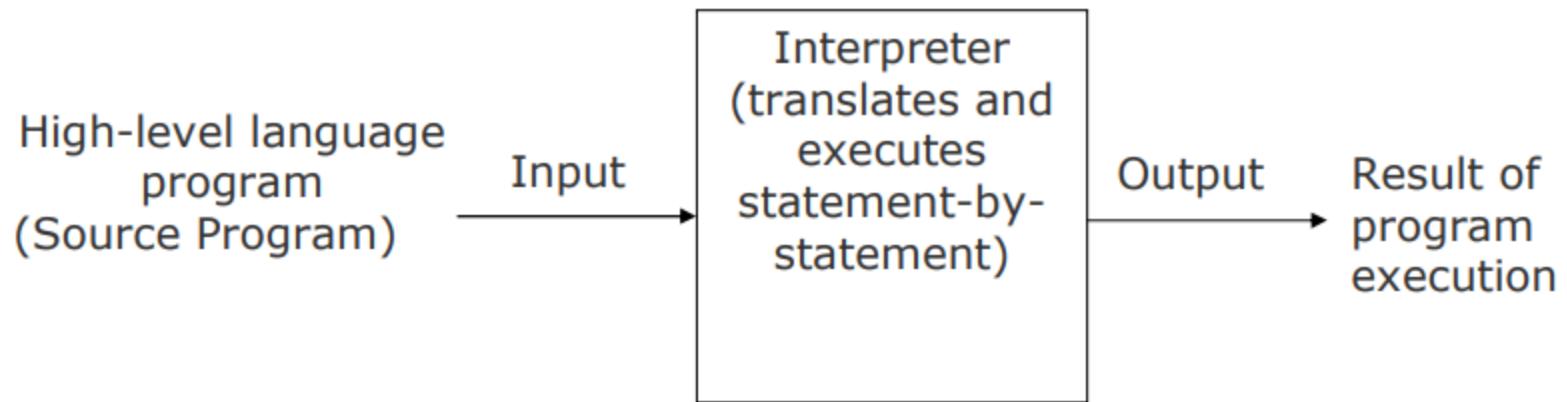 High-level language
program
(Source Program)
Input
Interpreter
(translates and
executes
statement-by-
statement)
Output
Result of
program
execution